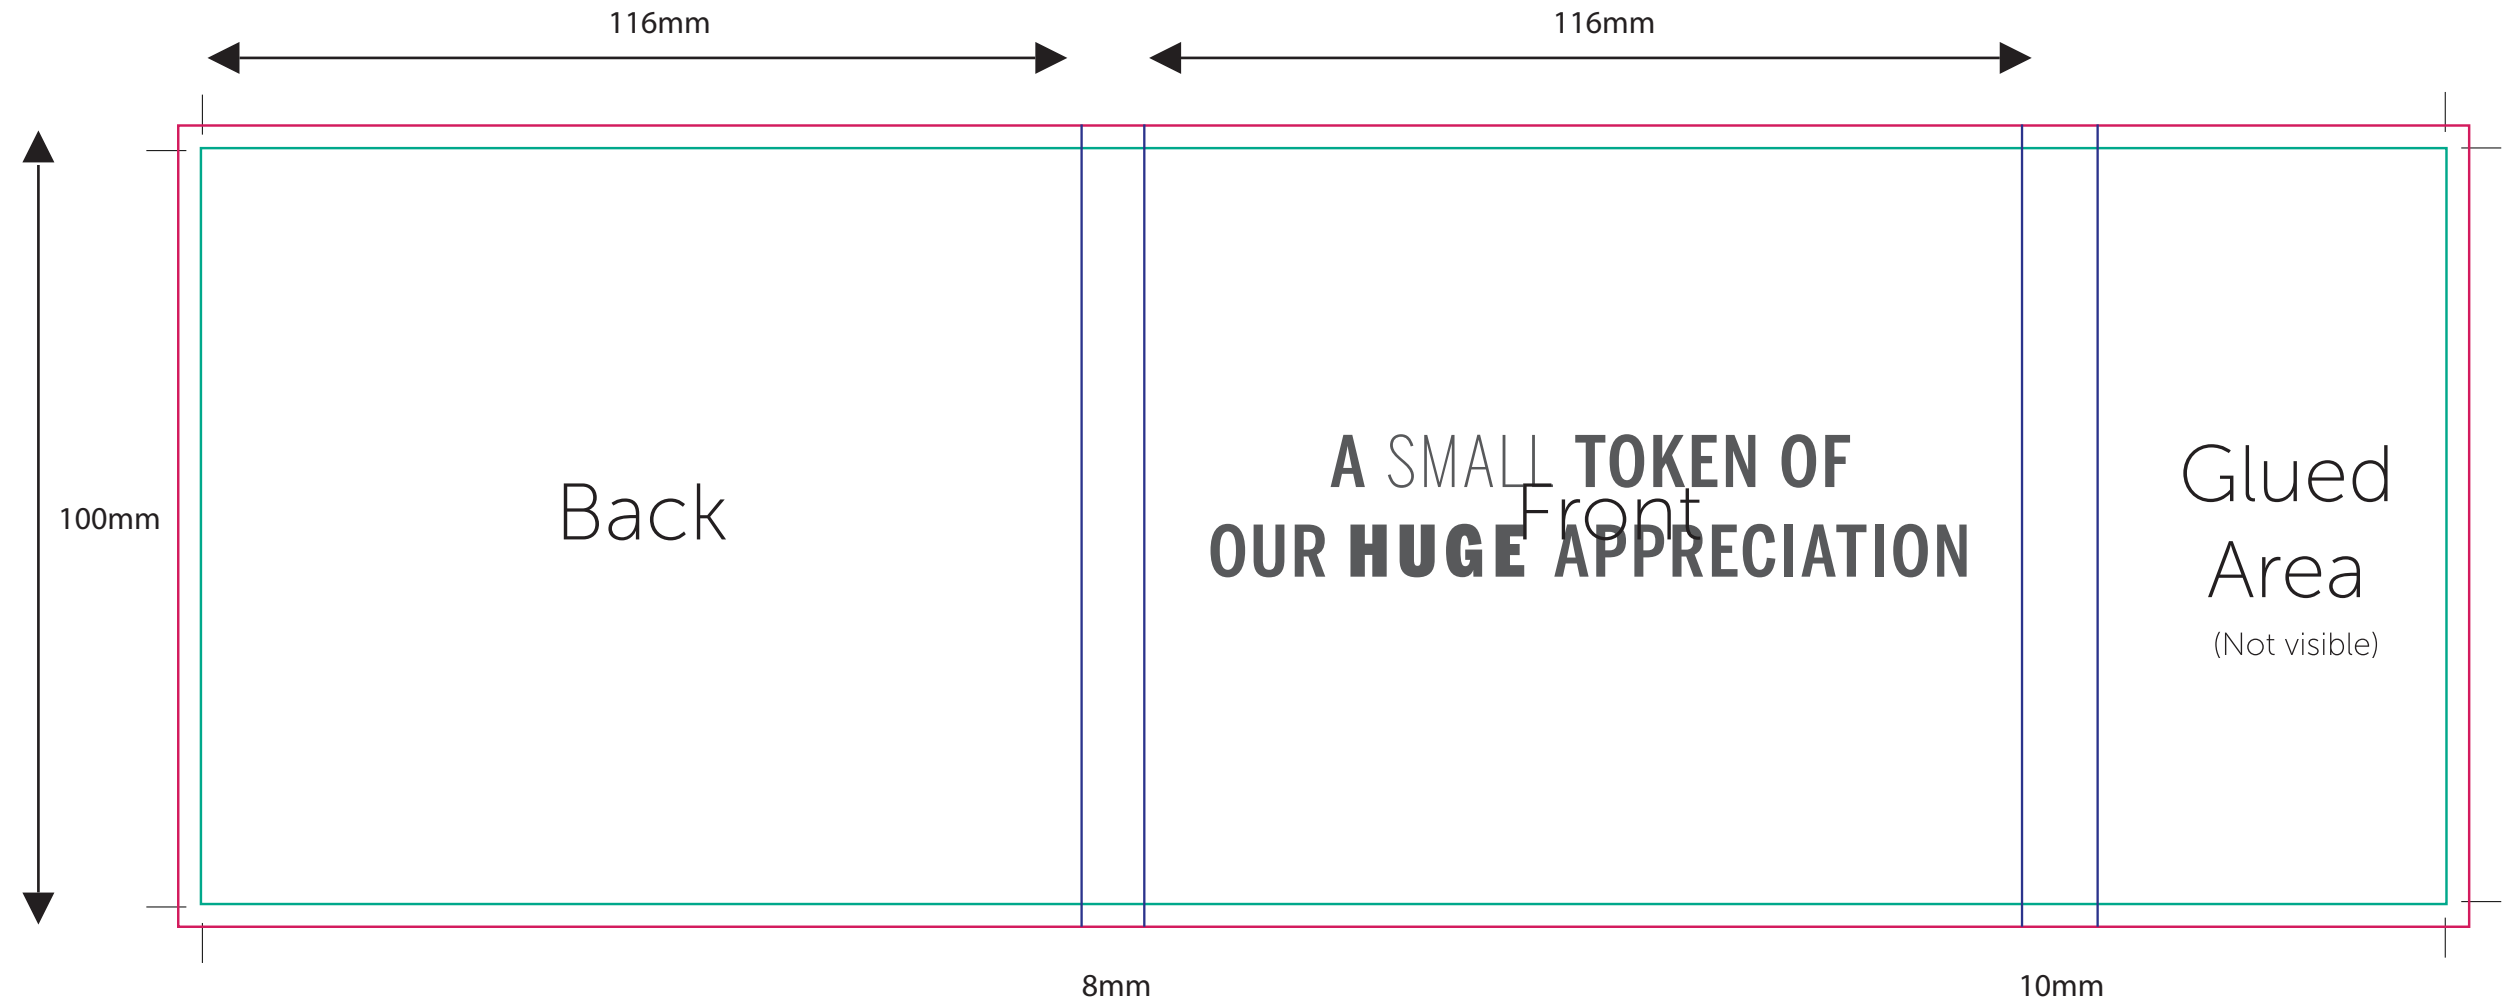 116mm
116mm
100mm
Back
A SMALL TOKEN OF
Front
OUR HUGE APPRECIATION
Glued
Area
(Not visible)
8mm
10mm